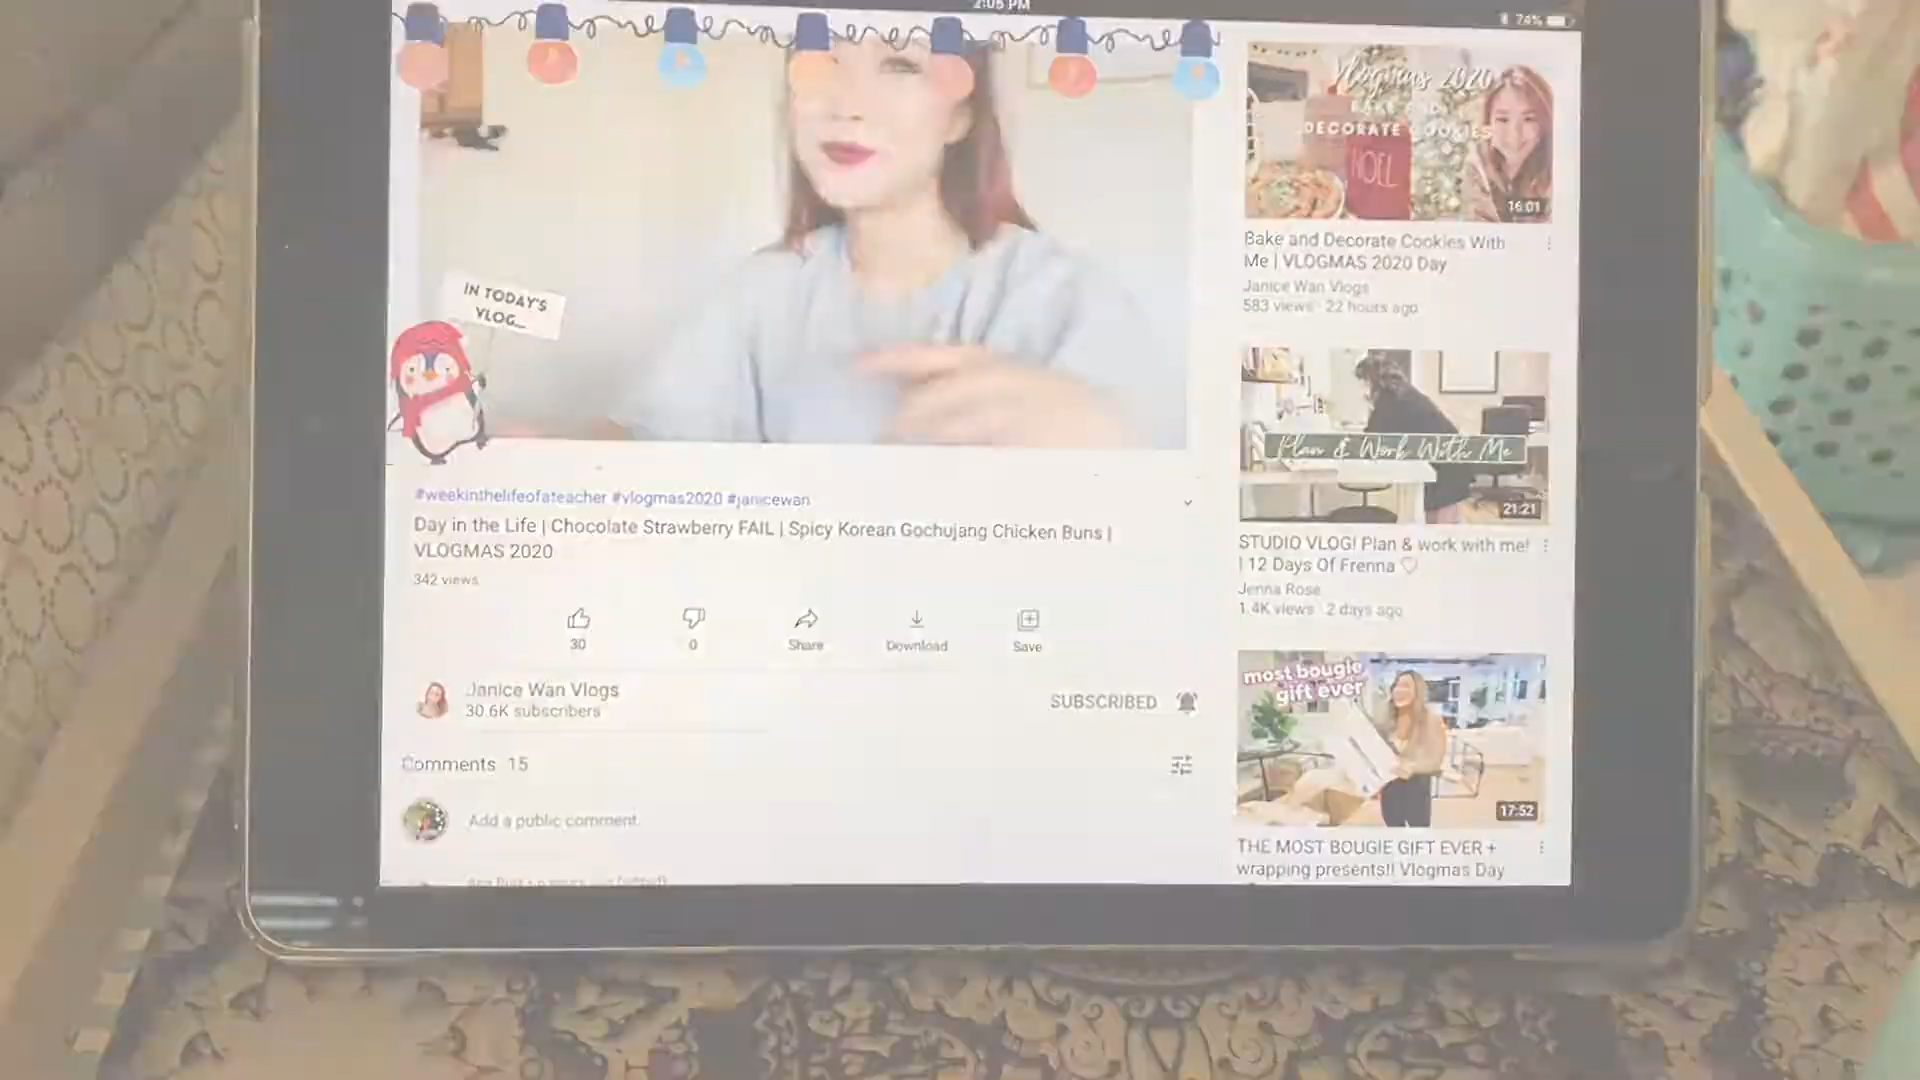 2:05 PM
74%
IN TODAY'S
VLOG...
#weekinthelifeofateacher #vlogmas2020 #janicewan
Day in the Life | Chocolate Strawberry FAIL | Spicy Korean Gochujang Chicken Buns |
VLOGMAS 2020
342 views
30
0
Share
Download
Save
Janice Wan Vlogs
30.6K subscribers
SUBSCRIBED
Comments 15
Add a public comment.
Vlogmas 2020
BAKE AND
DECORATE COOKIES
NOEL
16:01
Bake and Decorate Cookies With
Me | VLOGMAS 2020 Day
Janice Wan Vlogs
583 views · 22 hours ago
Plan & Work With Me
21:21
STUDIO VLOG! Plan & work with me!
| 12 Days Of Frenna ♡
Jenna Rose
1.4K views · 2 days ago
most bougie
gift ever
17:52
THE MOST BOUGIE GIFT EVER +
wrapping presents!! Vlogmas Day